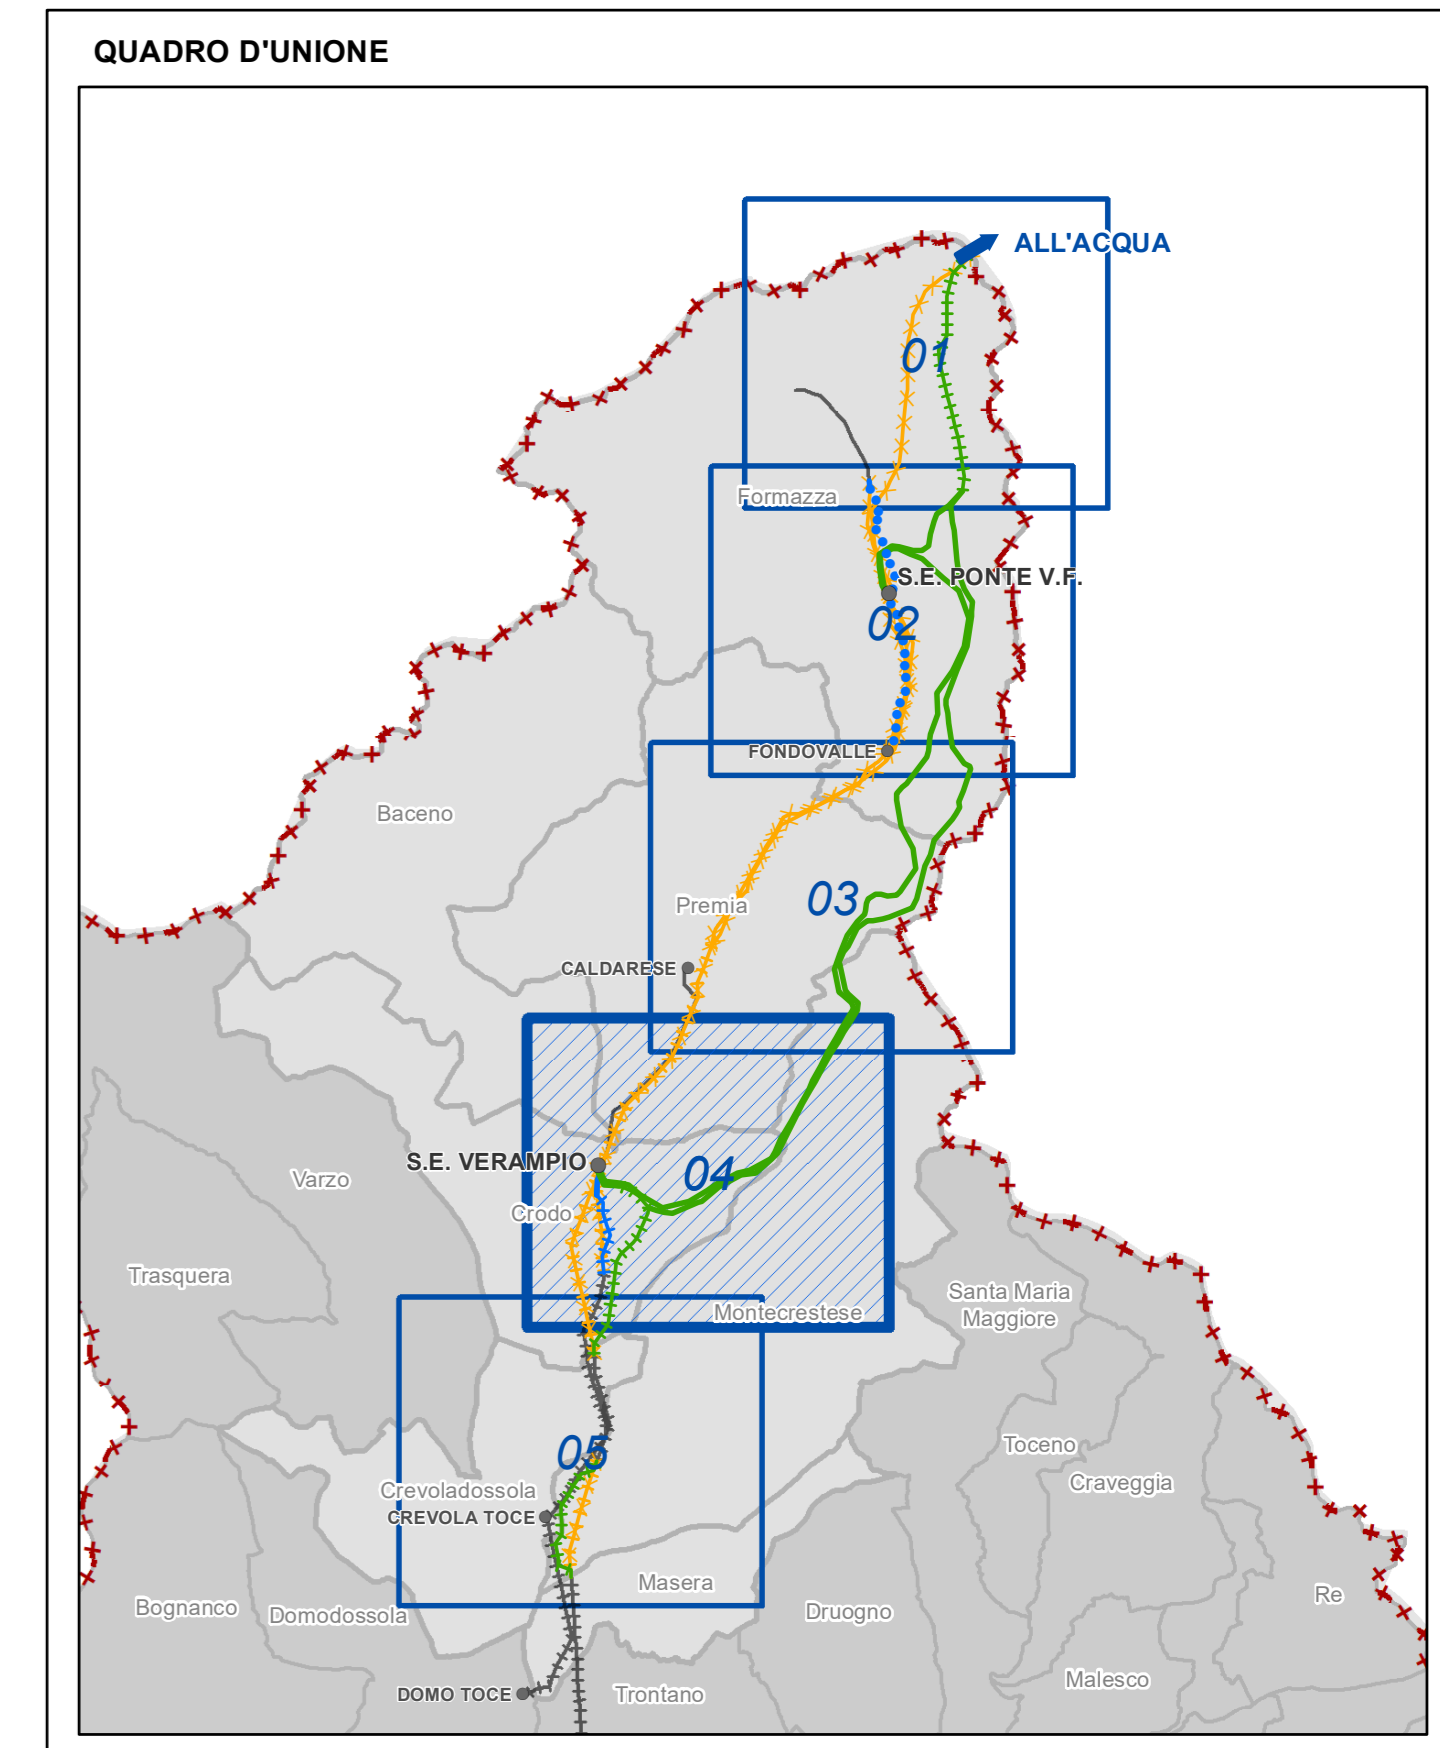 QUADRO D'UNIONE
ALL'ACQUA
01
Formazza
S.E. PONTE V.F.
02
FONDOVALLE
Baceno
03
Premia
CALDARESE
S.E. VERAMPIO
04
Varzo
Crodo
Trasquera
Santa Maria
Maggiore
Montecrestese
Toceno
05
Craveggia
Crevoladossola
CREVOLA TOCE
Masera
Re
Bognanco
Domodossola
Druogno
Malesco
DOMO TOCE
Trontano